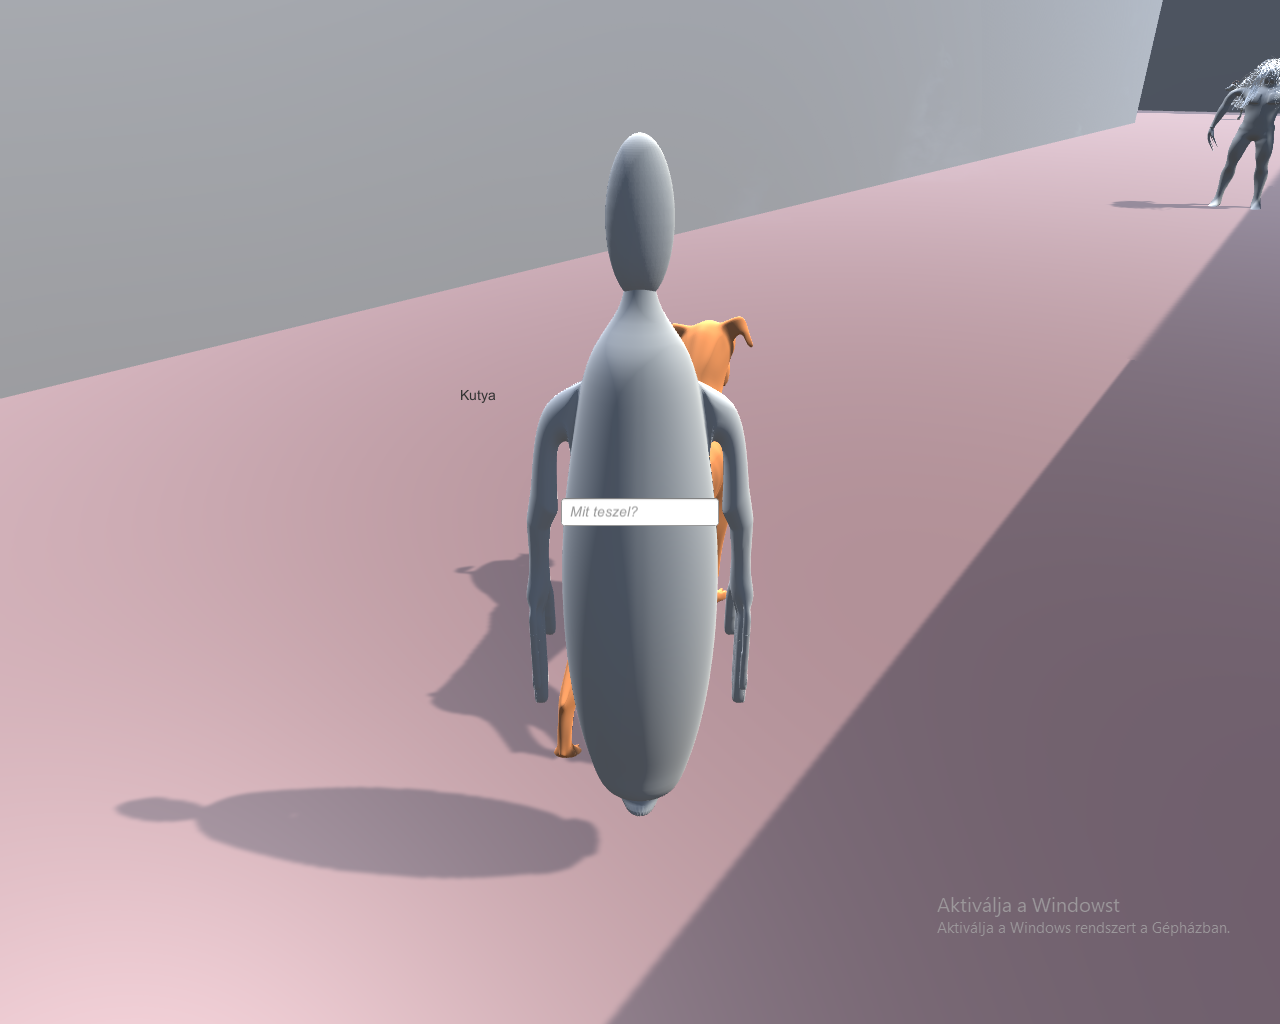 Kutya
Mit teszel?
Aktiválja a Windowst
Aktiválja a Windows rendszert a Gépházban.